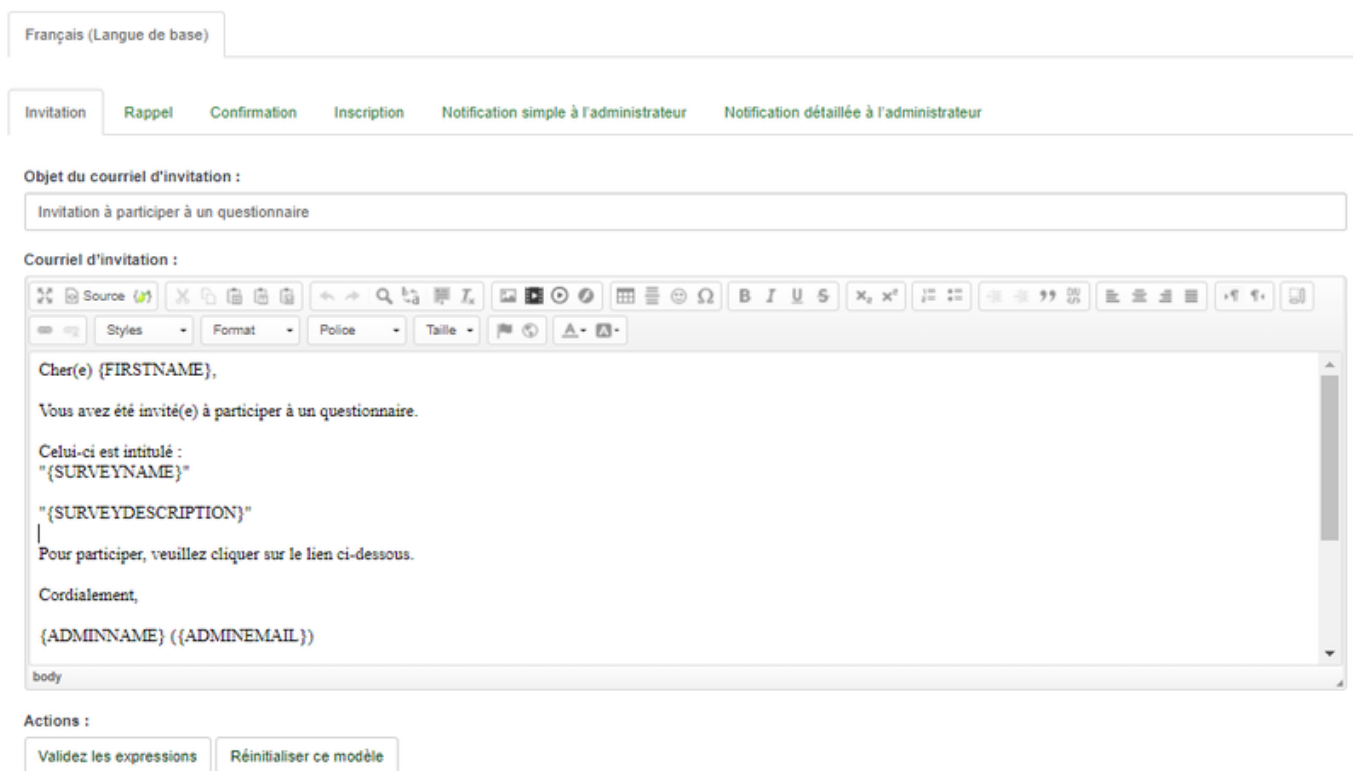 Français (Langue de base)
Invitation Rappel Confirmation Inscription Notification simple à l'administrateur Notification détaillée à l'administrateur
Objet du courriel d'invitation :
Invitation à participer à un questionnaire
Courriel d'invitation :
Source
Styles Format Police Taille
Cher(e) {FIRSTNAME},
Vous avez été invité(e) à participer à un questionnaire.
Celui-ci est intitulé :
"{SURVEYNAME}"
"{SURVEYDESCRIPTION}"
Pour participer, veuillez cliquer sur le lien ci-dessous.
Cordialement,
{ADMINNAME} ({ADMINEMAIL})
body
Actions :
Validez les expressions Réinitialiser ce modèle